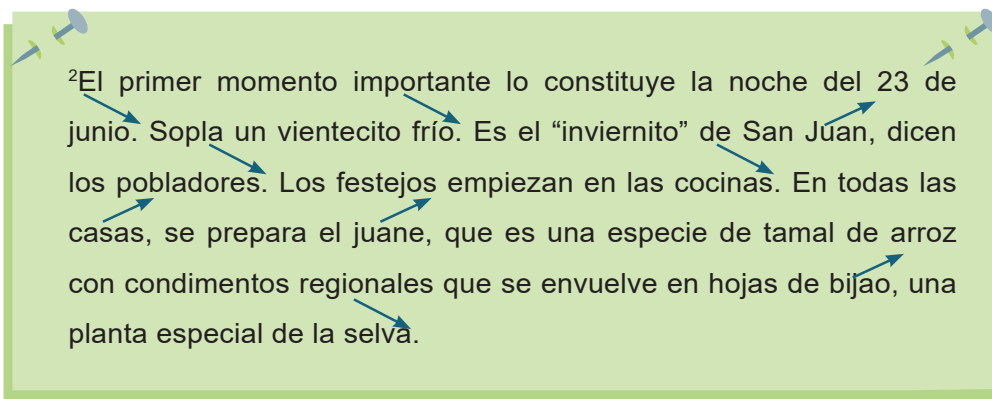 ²El primer momento importante lo constituye la noche del 23 de
junio. Sopla un vientecito frío. Es el “inviernito” de San Juan, dicen
los pobladores. Los festejos empiezan en las cocinas. En todas las
casas, se prepara el juane, que es una especie de tamal de arroz
con condimentos regionales que se envuelve en hojas de bijao, una
planta especial de la selva.